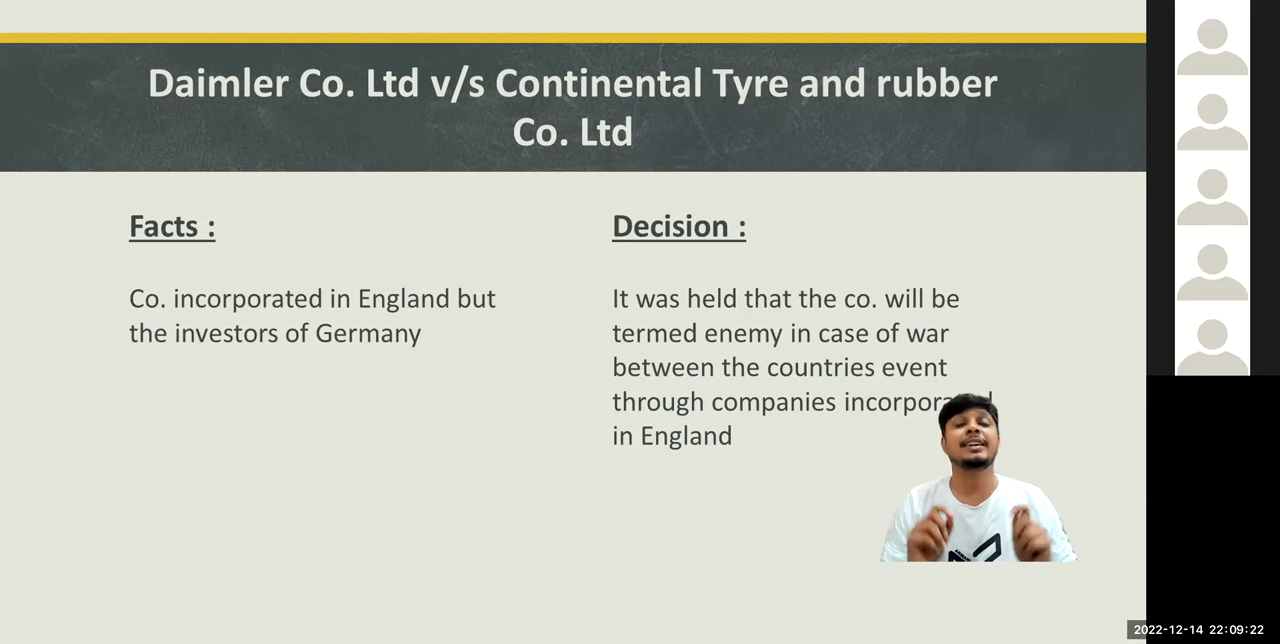 Daimler Co. Ltd v/s Continental Tyre and rubber
Co. Ltd
Facts :
Co. incorporated in England but
the investors of Germany
Decision :
It was held that the co. will be
termed enemy in case of war
between the countries event
through companies incorporated
in England
2022-12-14 22:09:22